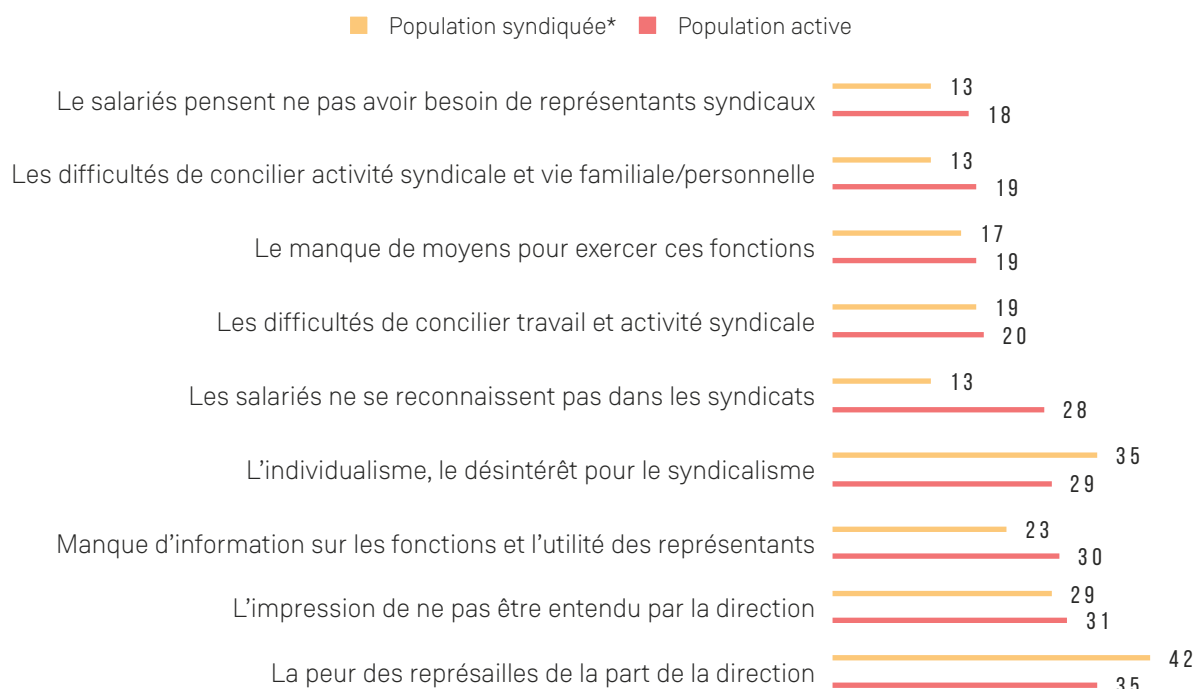 Population syndiquée* Population active
Le salariés pensent ne pas avoir besoin de représentants syndicaux 13
18
Les difficultés de concilier activité syndicale et vie familiale/personnelle 13
19
Le manque de moyens pour exercer ces fonctions 17
19
Les difficultés de concilier travail et activité syndicale 19
20
Les salariés ne se reconnaissent pas dans les syndicats 13
28
L’individualisme, le désintérêt pour le syndicalisme 35
29
Manque d’information sur les fonctions et l’utilité des représentants 23
30
L’impression de ne pas être entendu par la direction 29
31
La peur des représailles de la part de la direction 42
35